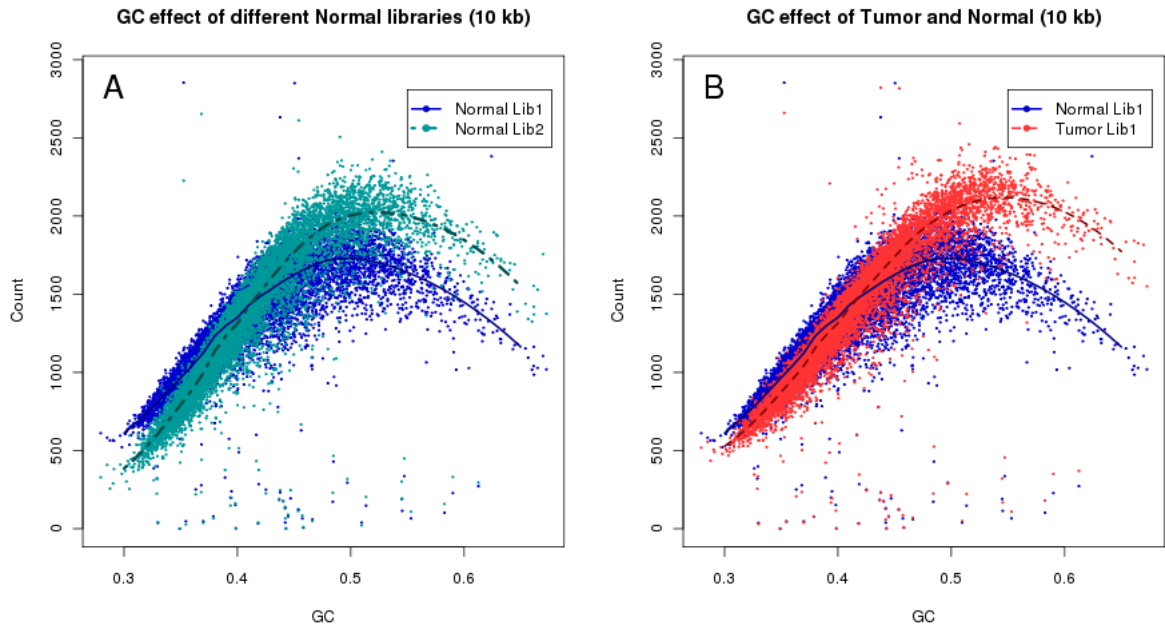 GC effect of different Normal libraries (10 kb)
A
Normal Lib1
Normal Lib2
Count
0
500
1000
1500
2000
2500
3000
0.3
0.4
0.5
0.6
GC
GC effect of Tumor and Normal (10 kb)
B
Normal Lib1
Tumor Lib1
Count
0
500
1000
1500
2000
2500
3000
0.3
0.4
0.5
0.6
GC